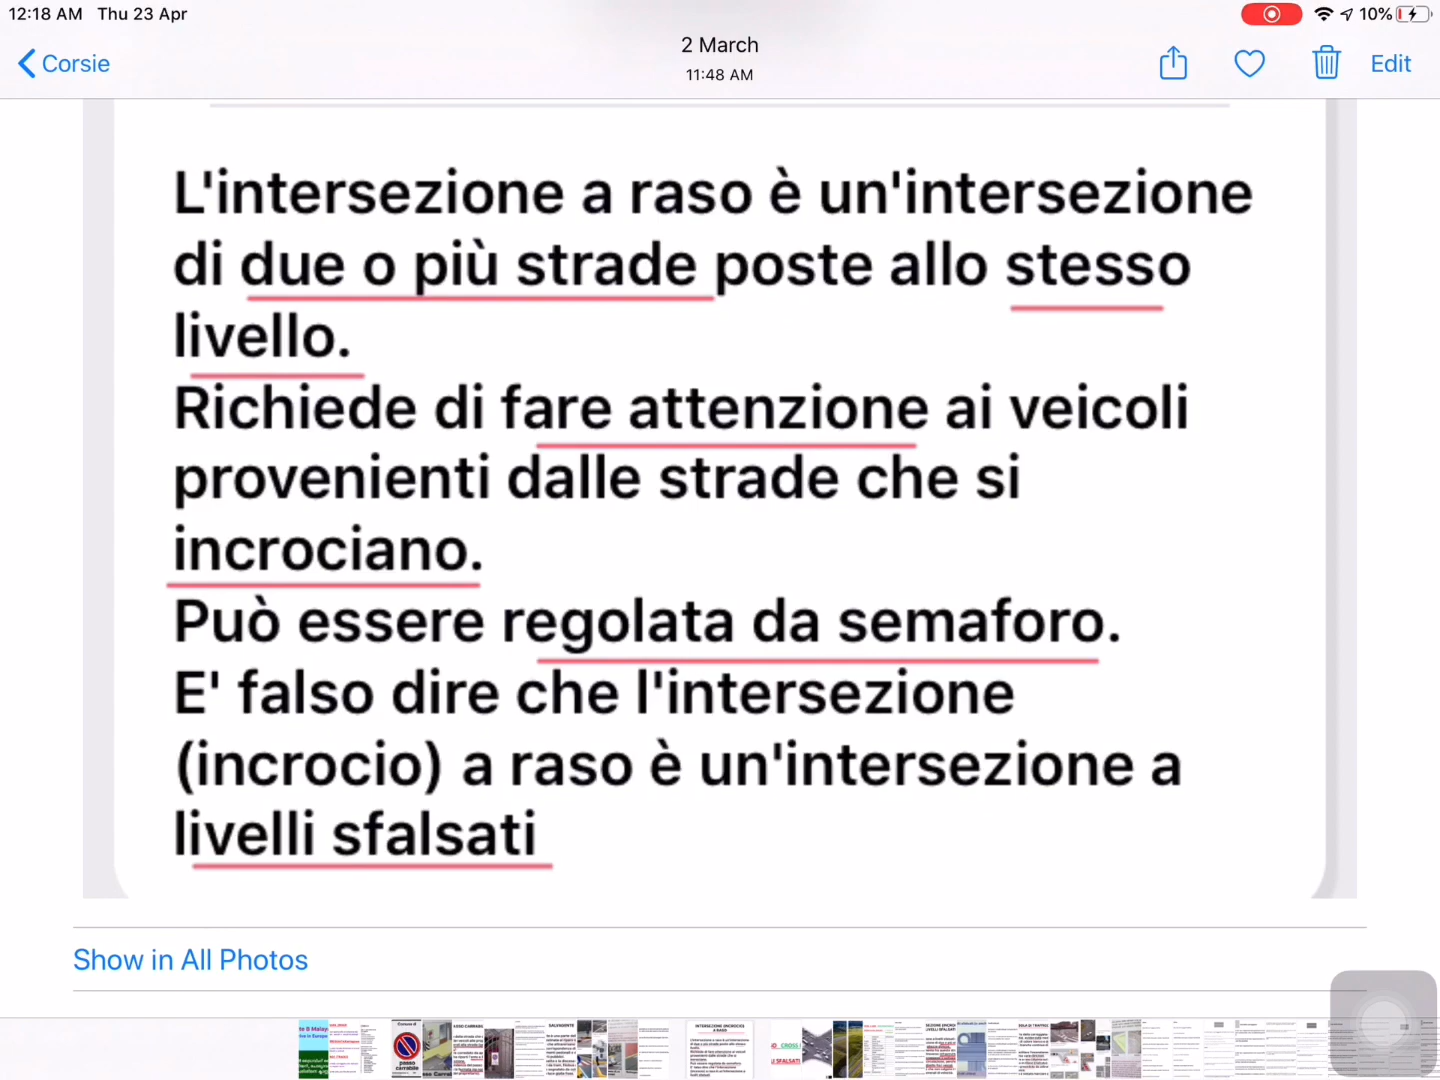 12:18 AM Thu 23 Apr
10%
Corsie
2 March
11:48 AM
Edit
L'intersezione a raso è un'intersezione
di due o più strade poste allo stesso
livello.
Richiede di fare attenzione ai veicoli
provenienti dalle strade che si
incrociano.
Può essere regolata da semaforo.
E' falso dire che l'intersezione
(incrocio) a raso è un'intersezione a
livelli sfalsati
Show in All Photos